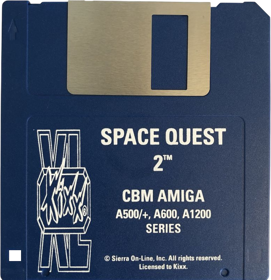 SPACE QUEST
2™
CBM AMIGA
A500/+, A600, A1200
SERIES
© Sierra On-Line, Inc. All rights reserved.
Licensed to Kixx.
XL
Kixx
XL